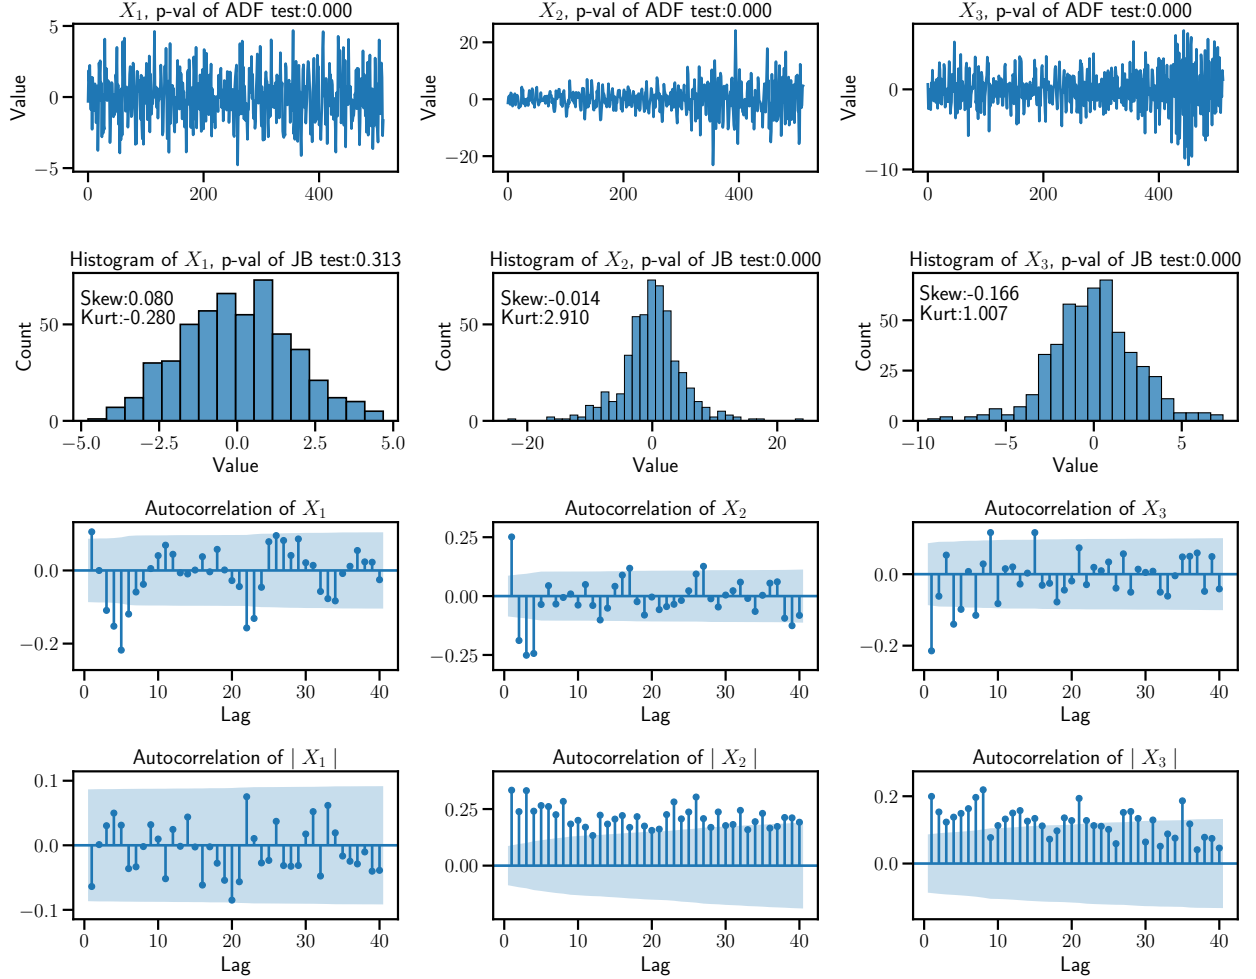 X₁, p-val of ADF test:0.000
5
0
−5
Value
0
200
400
X₂, p-val of ADF test:0.000
20
0
−20
Value
0
200
400
X₃, p-val of ADF test:0.000
0
−10
Value
0
200
400
Histogram of X₁, p-val of JB test:0.313
Skew:0.080
Kurt:-0.280
50
0
Count
−5.0
−2.5
0.0
2.5
5.0
Value
Histogram of X₂, p-val of JB test:0.000
Skew:-0.014
Kurt:2.910
50
0
Count
−20
0
20
Value
Histogram of X₃, p-val of JB test:0.000
Skew:-0.166
Kurt:1.007
50
25
0
Count
−10
−5
0
5
Value
Autocorrelation of X₁
0.0
−0.2
0
10
20
30
40
Lag
Autocorrelation of X₂
0.25
0.00
−0.25
0
10
20
30
40
Lag
Autocorrelation of X₃
0.0
−0.2
0
10
20
30
40
Lag
Autocorrelation of | X₁ |
0.1
0.0
−0.1
0
10
20
30
40
Lag
Autocorrelation of | X₂ |
0.25
0.00
0
10
20
30
40
Lag
Autocorrelation of | X₃ |
0.2
0.0
0
10
20
30
40
Lag